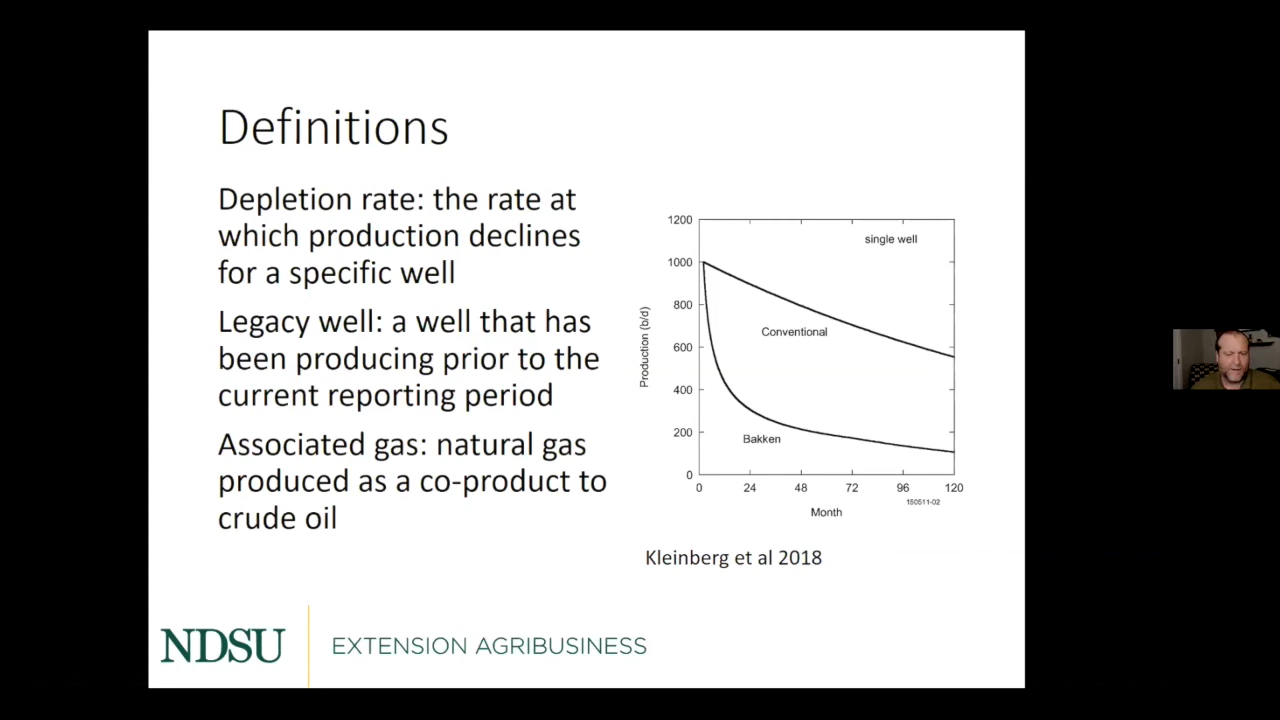 Definitions
Depletion rate: the rate at
which production declines
for a specific well
Legacy well: a well that has
been producing prior to the
current reporting period
Associated gas: natural gas
produced as a co-product to
crude oil
1200
1000
800
600
400
200
0
Production (b/d)
single well
Conventional
Bakken
0 24 48 72 96 120
150511-02
Month
Kleinberg et al 2018
NDSU
EXTENSION AGRIBUSINESS